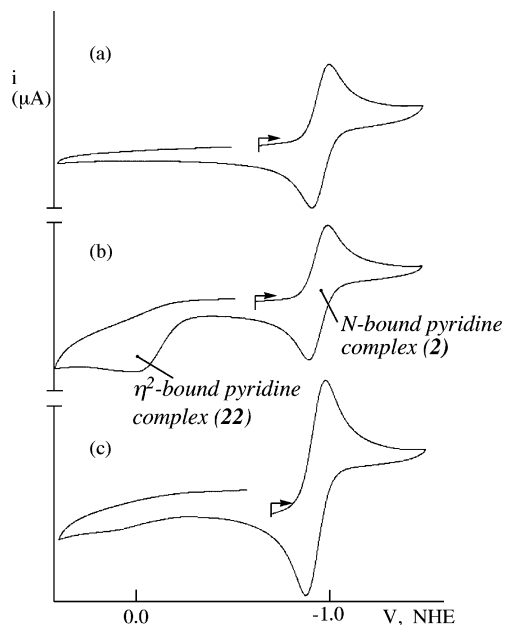 (a)
i
(μA)
(b)
N-bound pyridine
complex (2)
η²-bound pyridine
complex (22)
(c)
0.0 -1.0 V, NHE